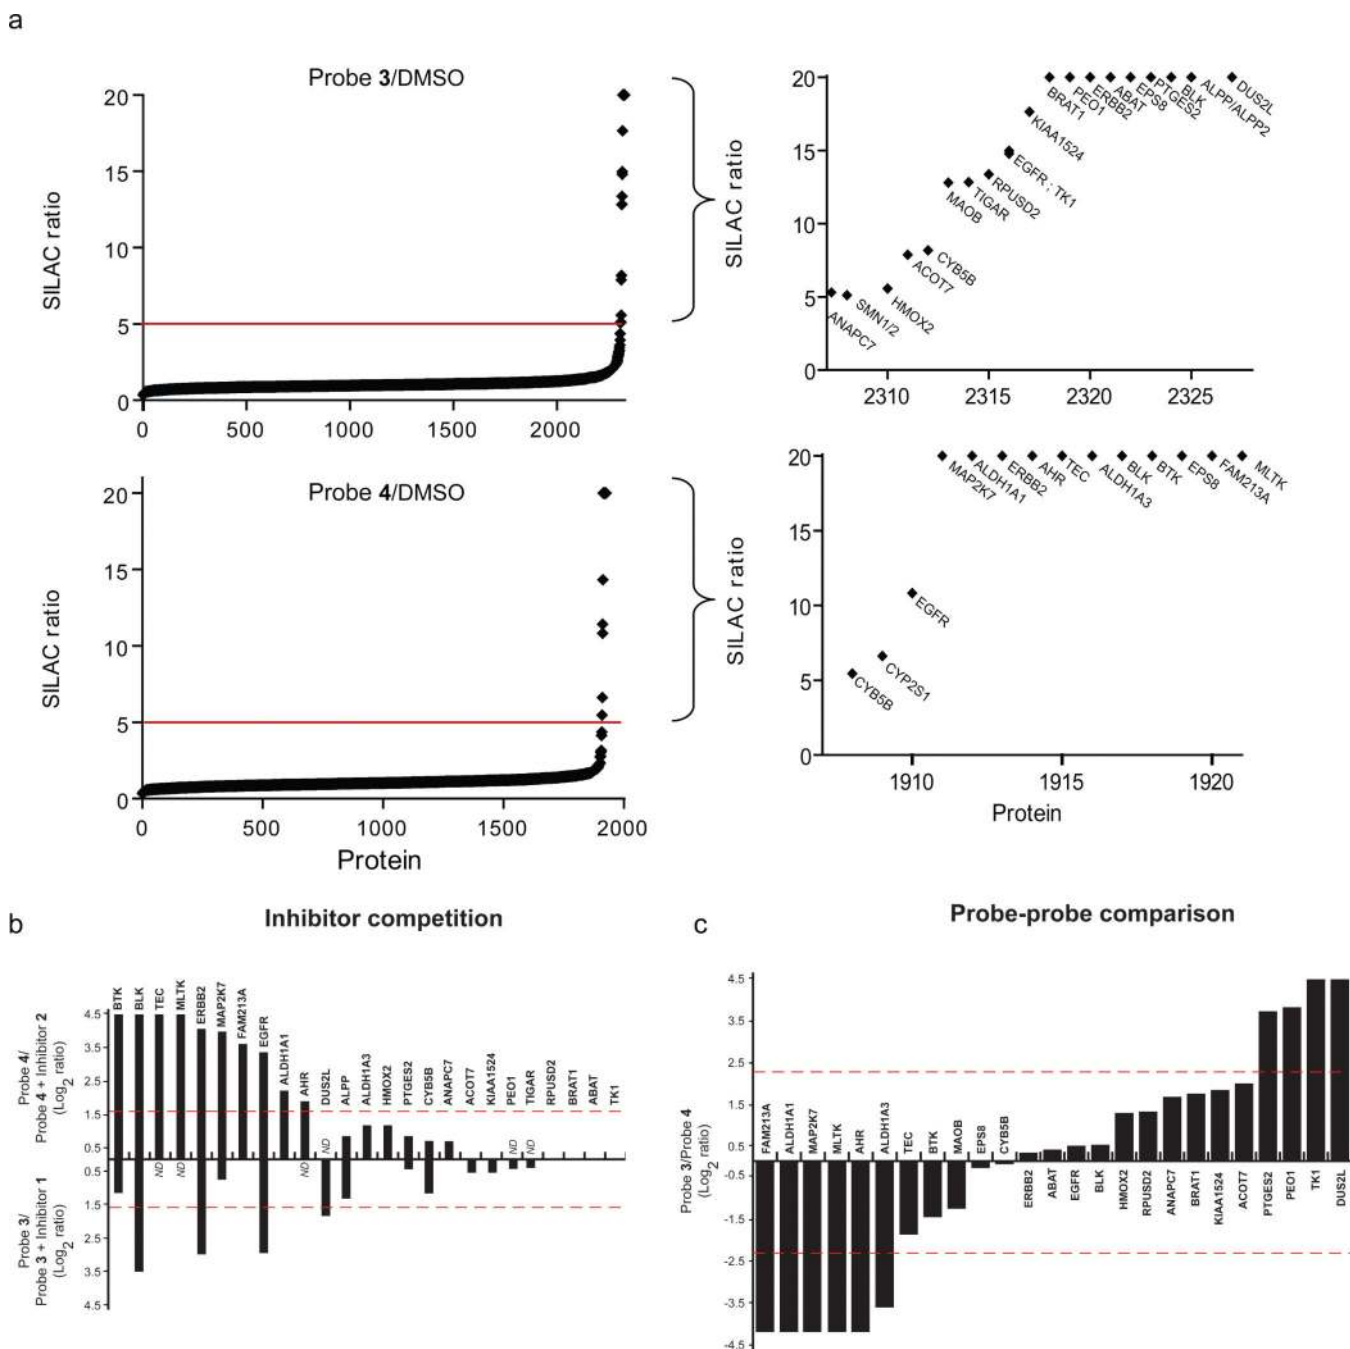 a
Probe 3/DMSO
SILAC ratio
20
15
10
5
0
0 500 1000 1500 2000
SILAC ratio
20
15
10
5
0
2310 2315 2320 2325
ANAPC7
SMN1/2
HMOX2
ACOT7
CYB5B
MAOB
TIGAR
RPUSD2
EGFR ; TK1
KIAA1524
BRAT1
PEO1
ERBB2
ABAT
EPS8
PTGES2
BLK
ALPP/ALPP2
DUS2L
Probe 4/DMSO
SILAC ratio
20
15
10
5
0
0 500 1000 1500 2000
Protein
SILAC ratio
20
15
10
5
0
1910 1915 1920
Protein
CYB5B
CYP2S1
EGFR
MAP2K7
ALDH1A1
ERBB2
AHR
TEC
ALDH1A3
BLK
BTK
EPS8
FAM213A
MLTK
b
Inhibitor competition
Probe 4/
Probe 4 + Inhibitor 2
(Log2 ratio)
Probe 3/
Probe 3 + Inhibitor 1
(Log2 ratio)
4.5
3.5
2.5
1.5
0.5
0.5
1.5
2.5
3.5
4.5
BTK
BLK
TEC
MLTK
ERBB2
MAP2K7
FAM213A
EGFR
ALDH1A1
AHR
DUS2L
ALPP
ALDH1A3
HMOX2
PTGES2
CYB5B
ANAPC7
ACOT7
KIAA1524
PEO1
TIGAR
RPUSD2
BRAT1
ABAT
TK1
ND
ND
ND
ND
ND
ND
c
Probe-probe comparison
Probe 3/Probe 4
(Log2 ratio)
4.5
3.5
2.5
1.5
0.5
-0.5
-1.5
-2.5
-3.5
-4.5
FAM213A
ALDH1A1
MAP2K7
MLTK
AHR
ALDH1A3
TEC
BTK
MAOB
EPS8
CYB5B
ERBB2
ABAT
EGFR
BLK
HMOX2
RPUSD2
ANAPC7
BRAT1
KIAA1524
ACOT7
PTGES2
PEO1
TK1
DUS2L